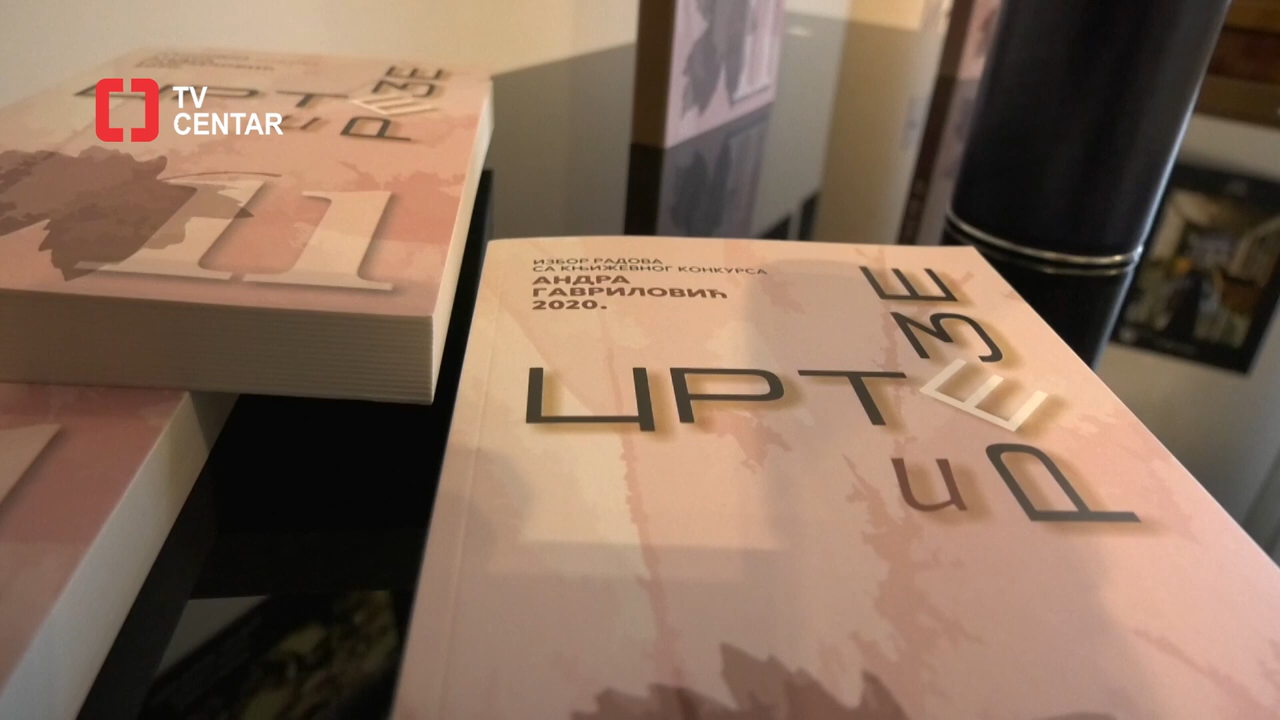 TV
CENTAR
ЦРТЕ
и
РЕЗЕ
11
ИЗБОР РАДОВА
СА КЊИЖЕВНОГ КОНКУРСА
АНДРА
ГАВРИЛОВИЋ
2020.
ЦРТЕ
и
РЕЗЕ